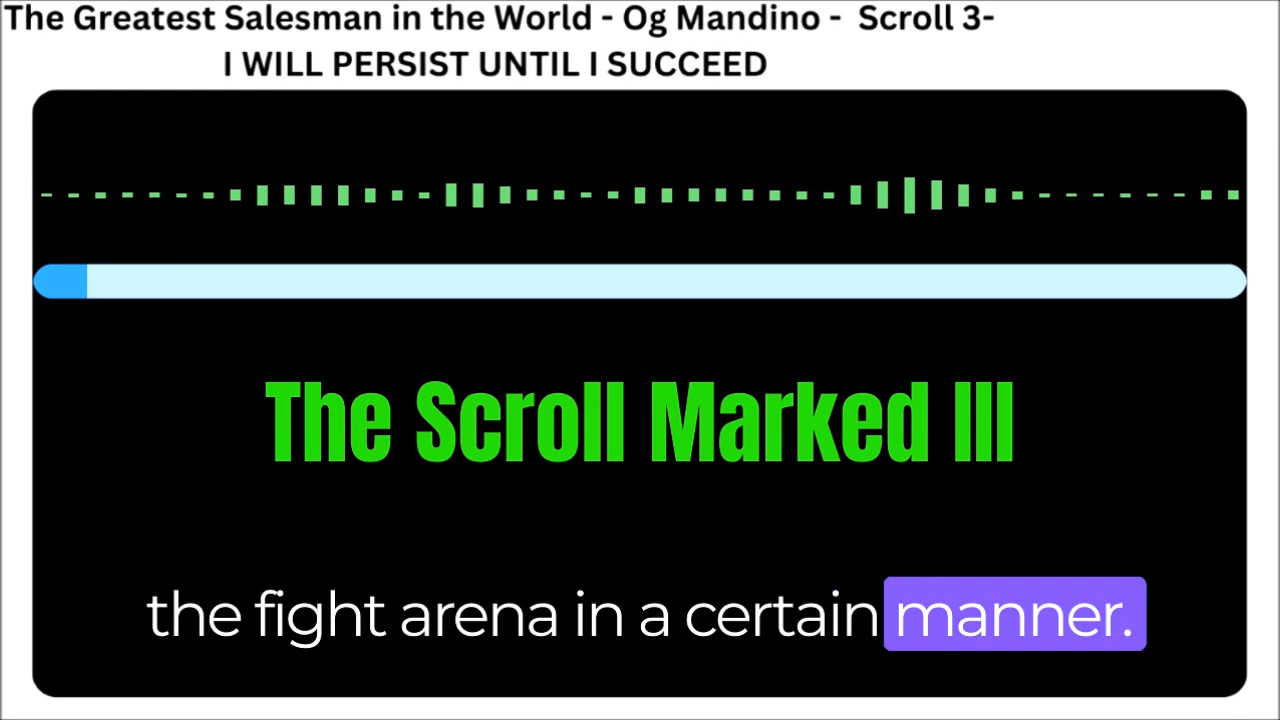 The Greatest Salesman in the World - Og Mandino - Scroll 3-
I WILL PERSIST UNTIL I SUCCEED
The Scroll Marked III
the fight arena in a certain manner.